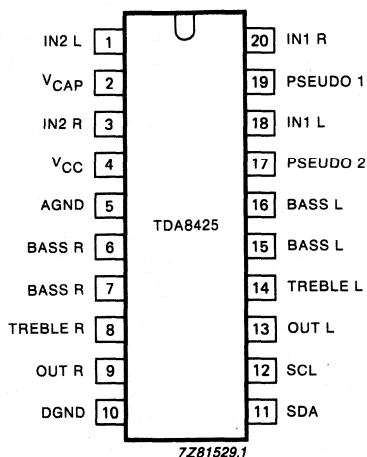 IN2 L 1
VCAP 2
IN2 R 3
VCC 4
AGND 5
BASS R 6
BASS R 7
TREBLE R 8
OUT R 9
DGND 10
TDA8425
20 IN1 R
19 PSEUDO 1
18 IN1 L
17 PSEUDO 2
16 BASS L
15 BASS L
14 TREBLE L
13 OUT L
12 SCL
11 SDA
7Z81529.1